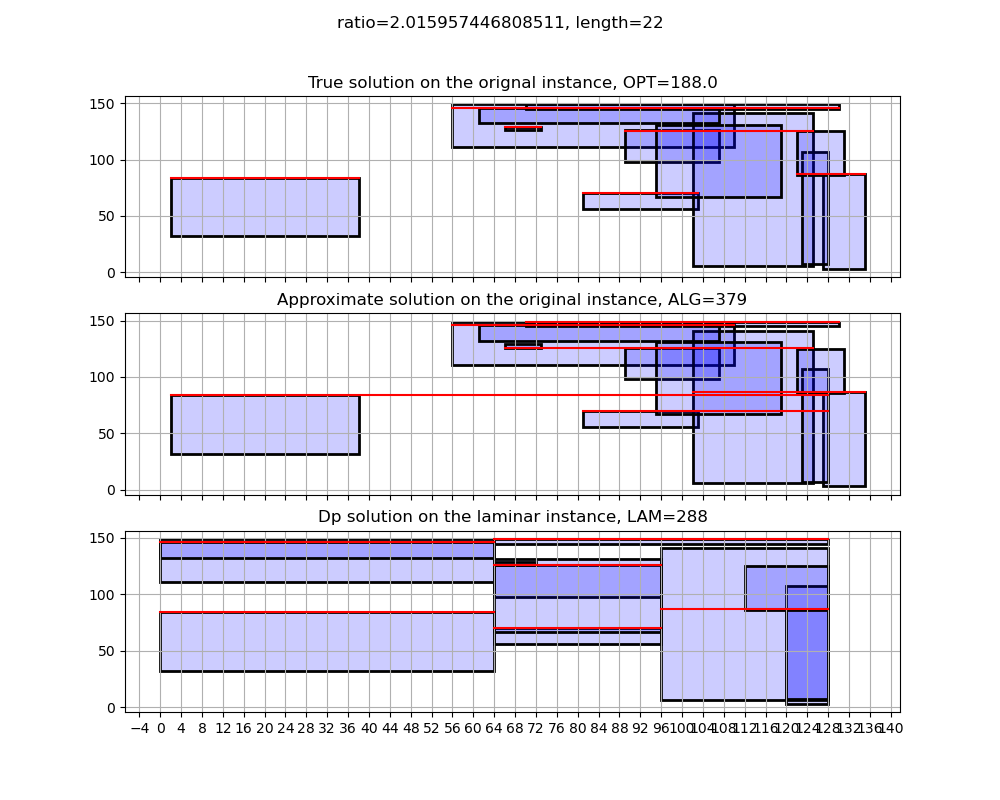 ratio=2.015957446808511, length=22
True solution on the orignal instance, OPT=188.0
150
100
50
0
Approximate solution on the original instance, ALG=379
150
100
50
0
Dp solution on the laminar instance, LAM=288
150
100
50
0
−4 0 4 8 12 16 20 24 28 32 36 40 44 48 52 56 60 64 68 72 76 80 84 88 92 96 100 104 108 112 116 120 124 128 132 136 140